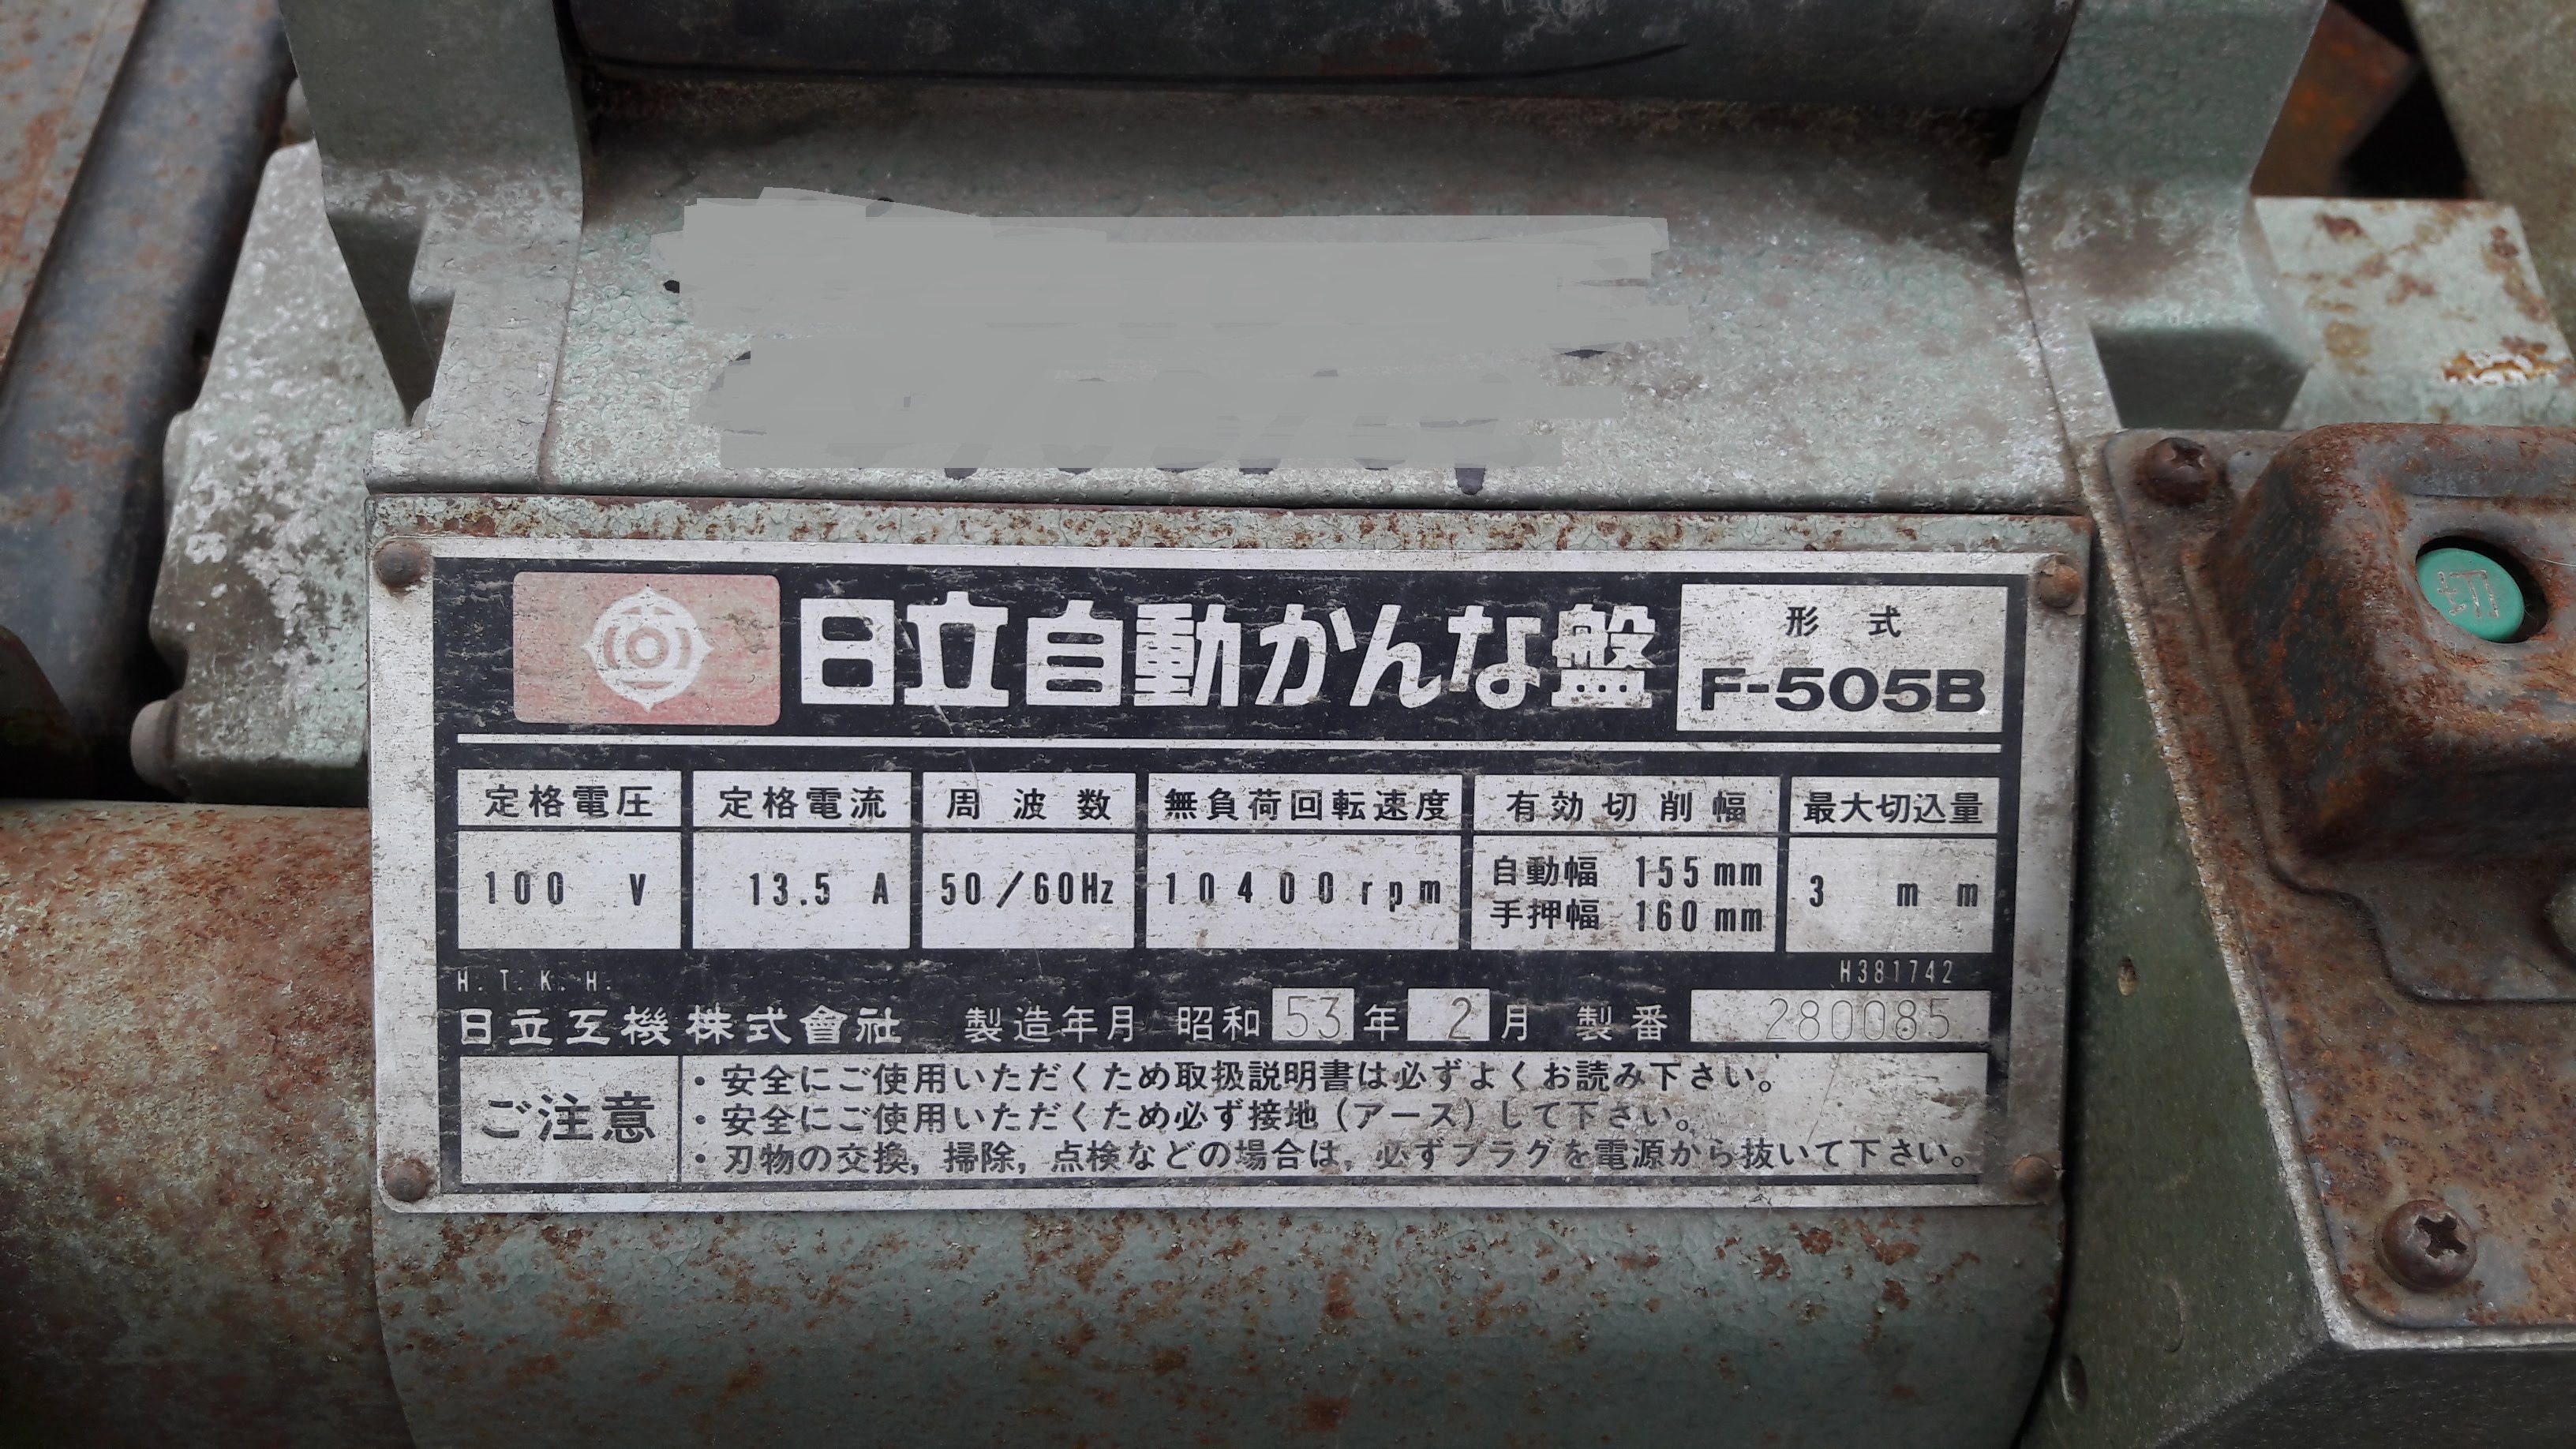 切
日立自動かんな盤
形式
F-505B
定格電圧 定格電流 周波数 無負荷回転速度 有効切削幅 最大切込量
100 V 13.5 A 50/60Hz 10400rpm 自動幅 155mm 3 mm
手押幅 160mm
H.T.K.H. H381742
日立工機株式會社 製造年月 昭和53年2月 製番 280085
ご注意
・安全にご使用いただくため取扱説明書は必ずよくお読み下さい。
・安全にご使用いただくため必ず接地(アース)して下さい。
・刃物の交換,掃除,点検などの場合は,必ずプラグを電源から抜いて下さい。